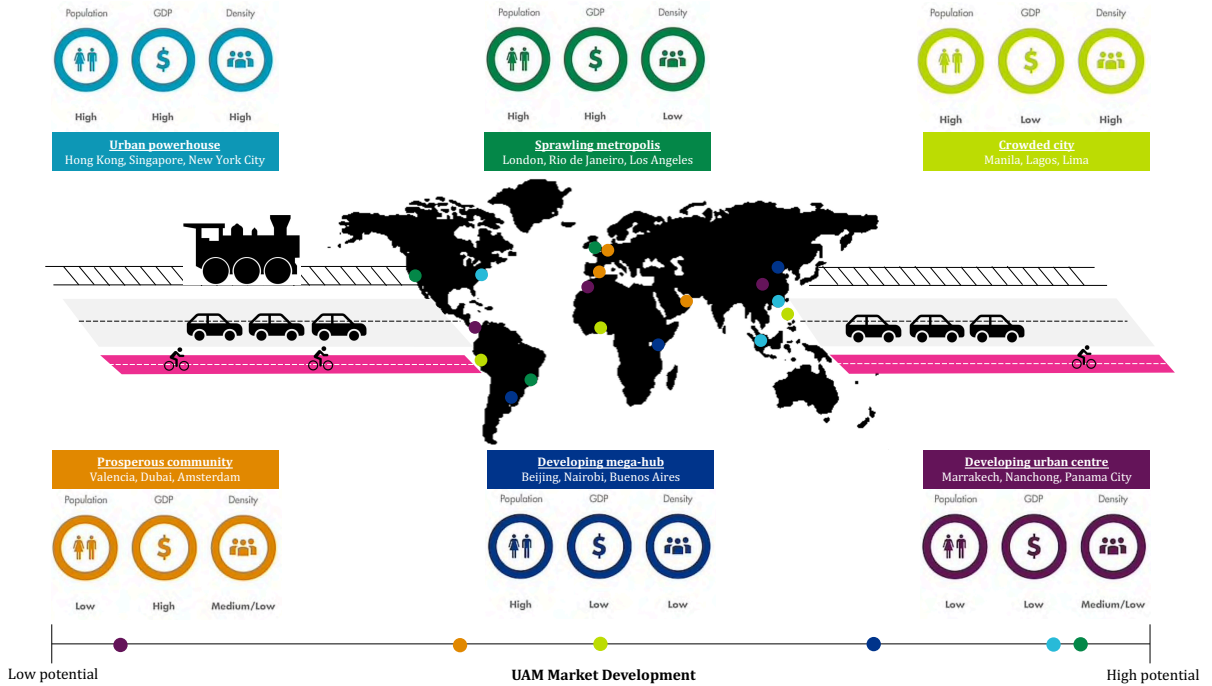 Population GDP Density
$
High High High
Urban powerhouse
Hong Kong, Singapore, New York City
Population GDP Density
$
High High Low
Sprawling metropolis
London, Rio de Janeiro, Los Angeles
Population GDP Density
$
High Low High
Crowded city
Manila, Lagos, Lima
Prosperous community
Valencia, Dubai, Amsterdam
Population GDP Density
$
Low High Medium/Low
Developing mega-hub
Beijing, Nairobi, Buenos Aires
Population GDP Density
$
High Low Low
Developing urban centre
Marrakech, Nanchong, Panama City
Population GDP Density
$
Low Low Medium/Low
Low potential
UAM Market Development
High potential